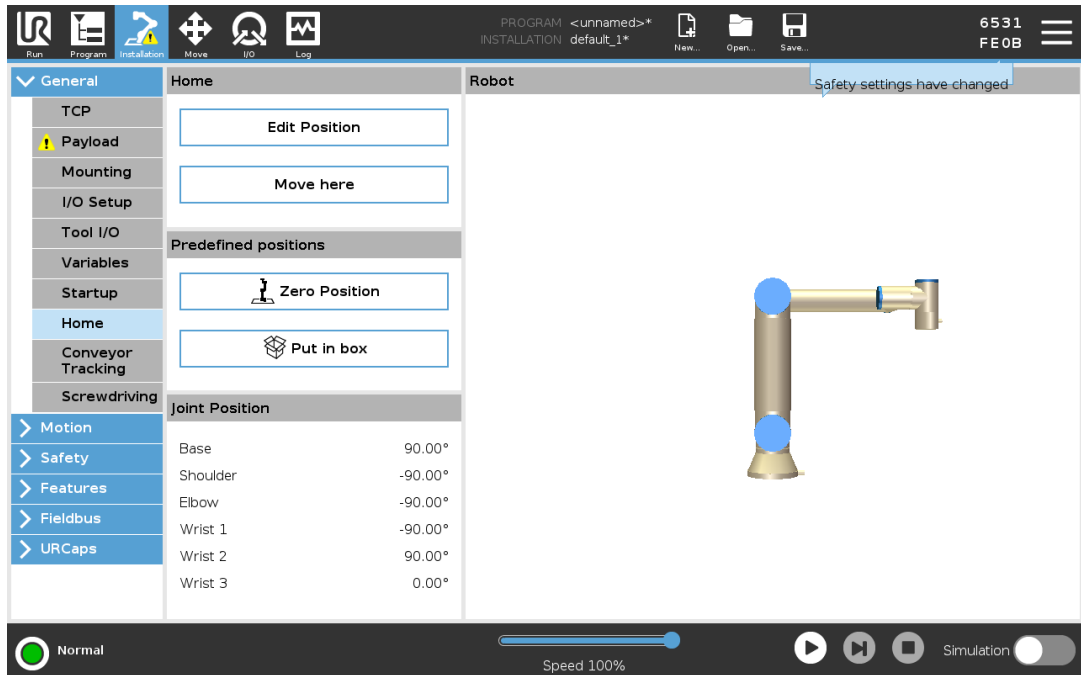 PROGRAM <unnamed>*
INSTALLATION default_1*
Run
Program
Installation
Move
I/O
Log
New...
Open...
Save...
6531
FE0B
Safety settings have changed
General
TCP
Payload
Mounting
I/O Setup
Tool I/O
Variables
Startup
Home
Conveyor
Tracking
Screwdriving
Motion
Safety
Features
Fieldbus
URCaps
Home
Edit Position
Move here
Predefined positions
Zero Position
Put in box
Joint Position
Base 90.00°
Shoulder -90.00°
Elbow -90.00°
Wrist 1 -90.00°
Wrist 2 90.00°
Wrist 3 0.00°
Robot
Normal
Speed 100%
Simulation